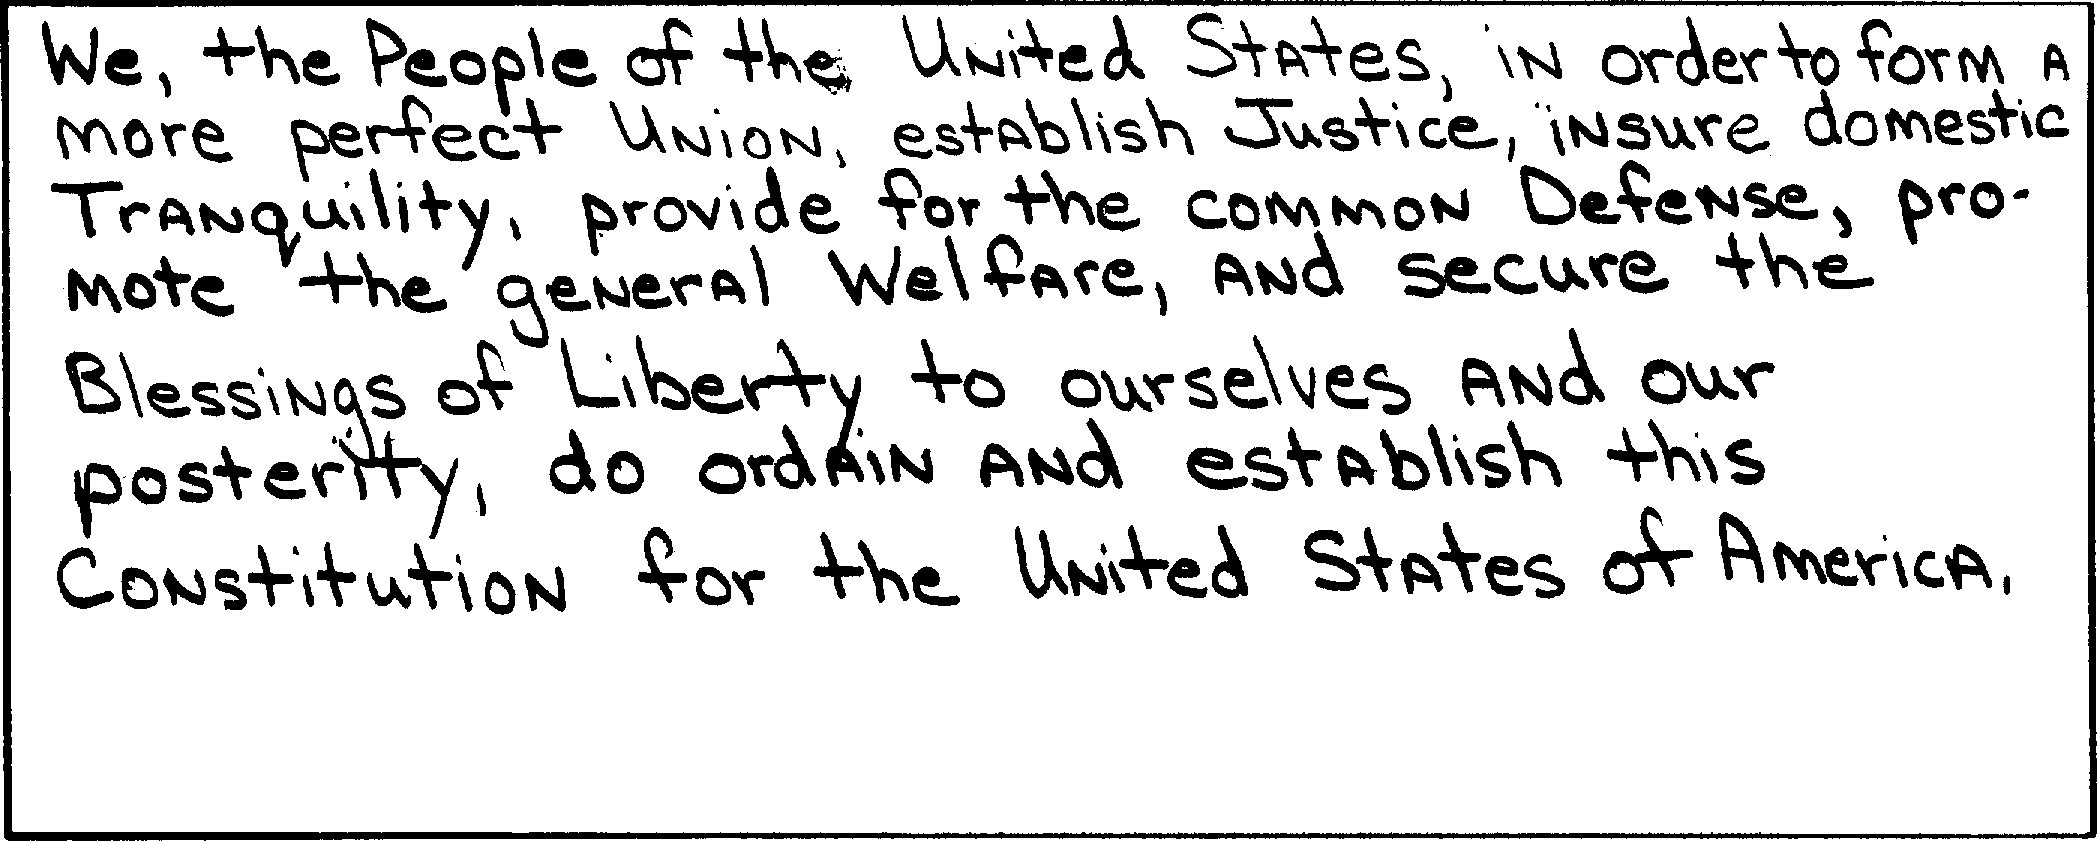 We, the People of the United States, in order to form a
more perfect Union, establish Justice, insure domestic
Tranquility, provide for the common Defense, pro-
mote the general Welfare, and secure the
Blessings of Liberty to ourselves and our
posterity, do ordain and establish this
Constitution for the United States of America.